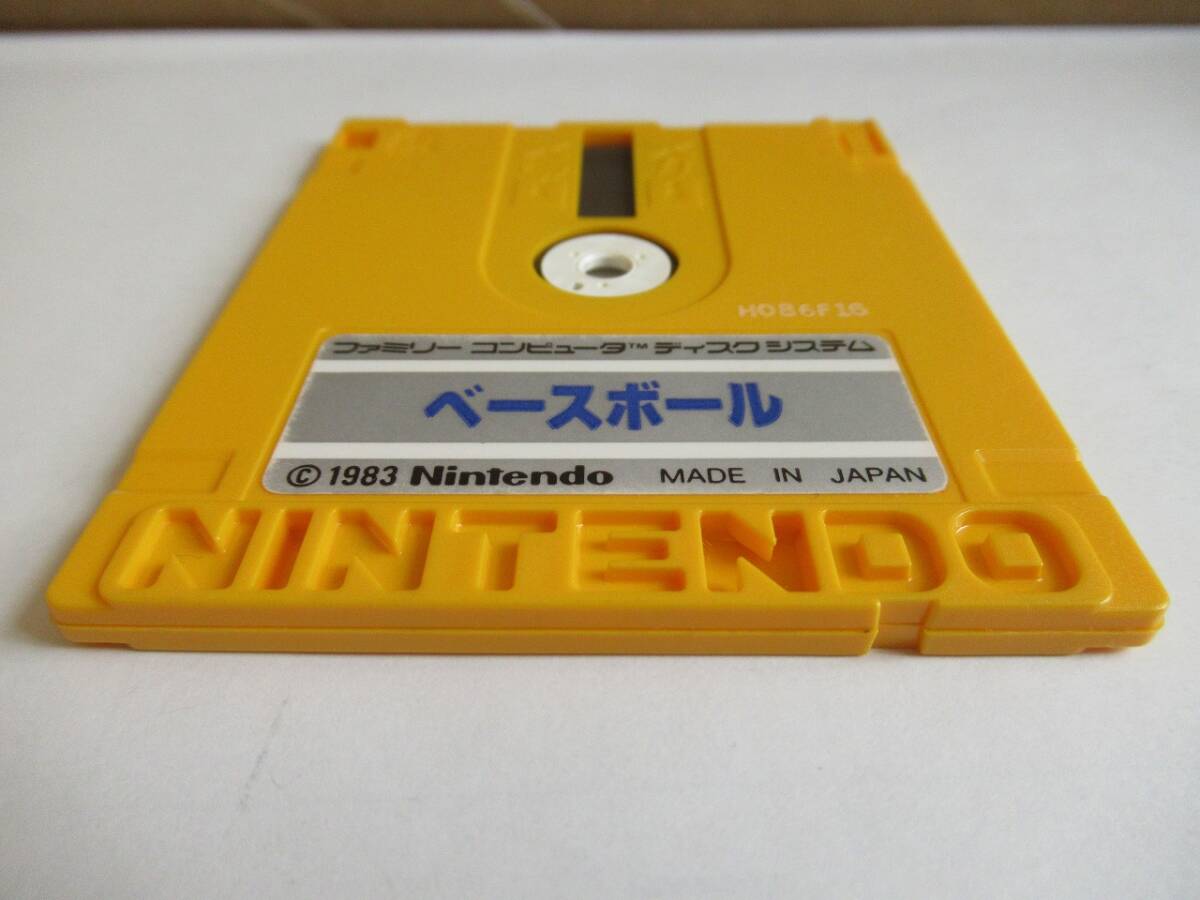 H086F16
ファミリー コンピュータ™ ディスク システム
ベースボール
© 1983 Nintendo MADE IN JAPAN
NINTENDO